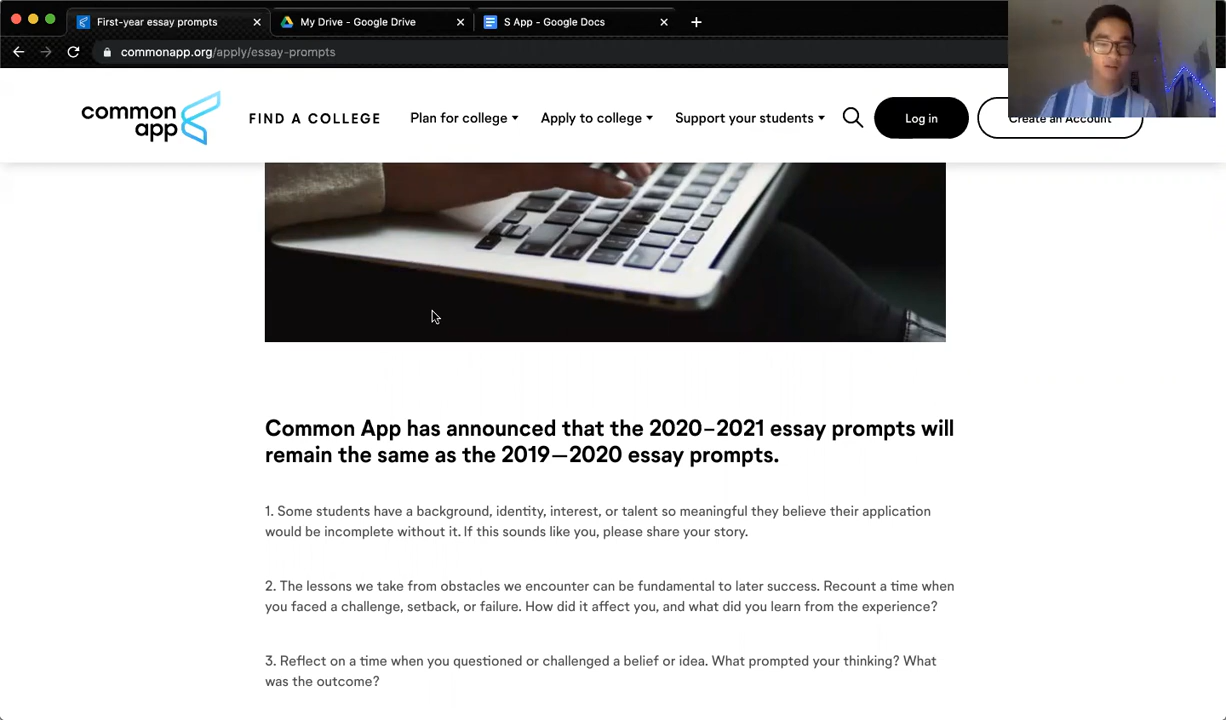 First-year essay prompts
My Drive - Google Drive
S App - Google Docs
commonapp.org/apply/essay-prompts
common
app
FIND A COLLEGE
Plan for college
Apply to college
Support your students
Log in
Create an Account
Common App has announced that the 2020–2021 essay prompts will
remain the same as the 2019—2020 essay prompts.
1. Some students have a background, identity, interest, or talent so meaningful they believe their application
would be incomplete without it. If this sounds like you, please share your story.
2. The lessons we take from obstacles we encounter can be fundamental to later success. Recount a time when
you faced a challenge, setback, or failure. How did it affect you, and what did you learn from the experience?
3. Reflect on a time when you questioned or challenged a belief or idea. What prompted your thinking? What
was the outcome?